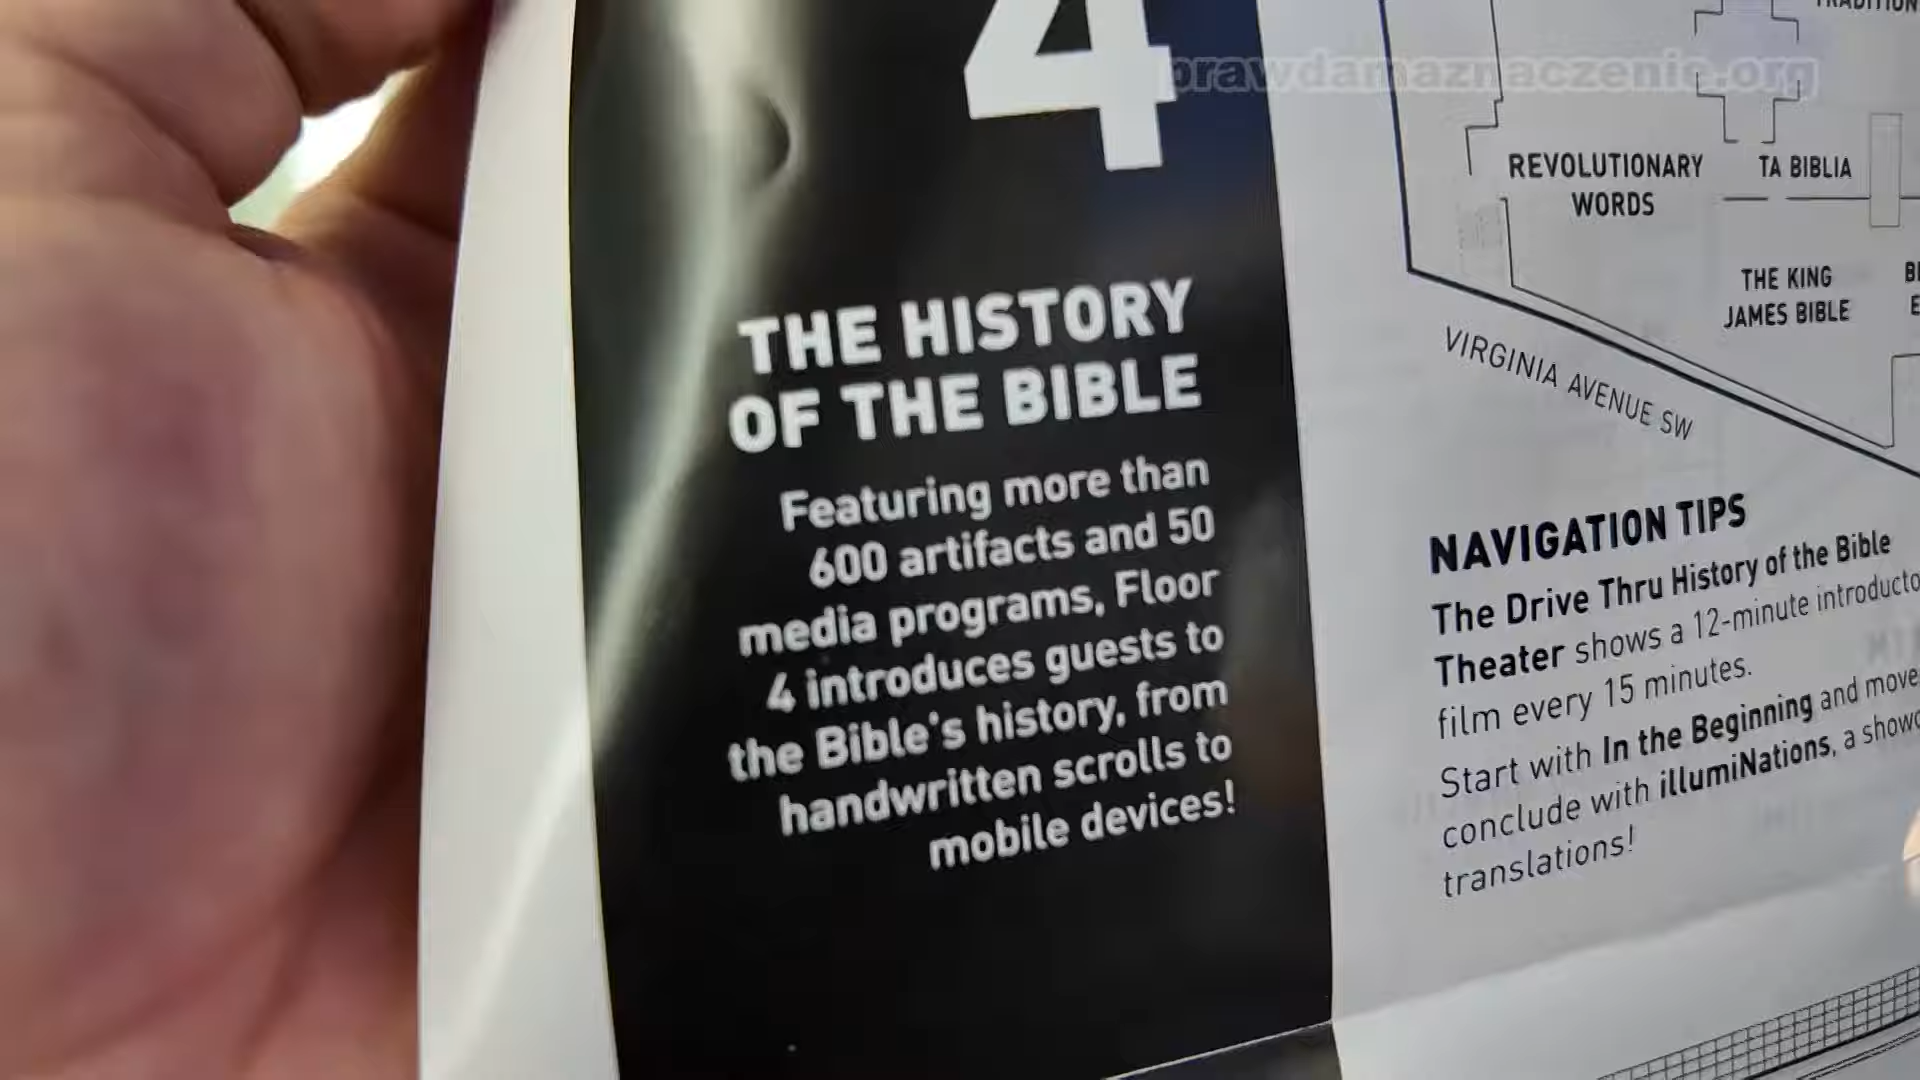 4
THE HISTORY
OF THE BIBLE
Featuring more than
600 artifacts and 50
media programs, Floor
4 introduces guests to
the Bible's history, from
handwritten scrolls to
mobile devices!
prawdamaznaczenie.org
REVOLUTIONARY
WORDS
TA BIBLIA
THE KING
JAMES BIBLE
VIRGINIA AVENUE SW
NAVIGATION TIPS
The Drive Thru History of the Bible
Theater shows a 12-minute
film every 15 minutes.
Start with In the Beginning and
conclude with illumiNations, a
translations!